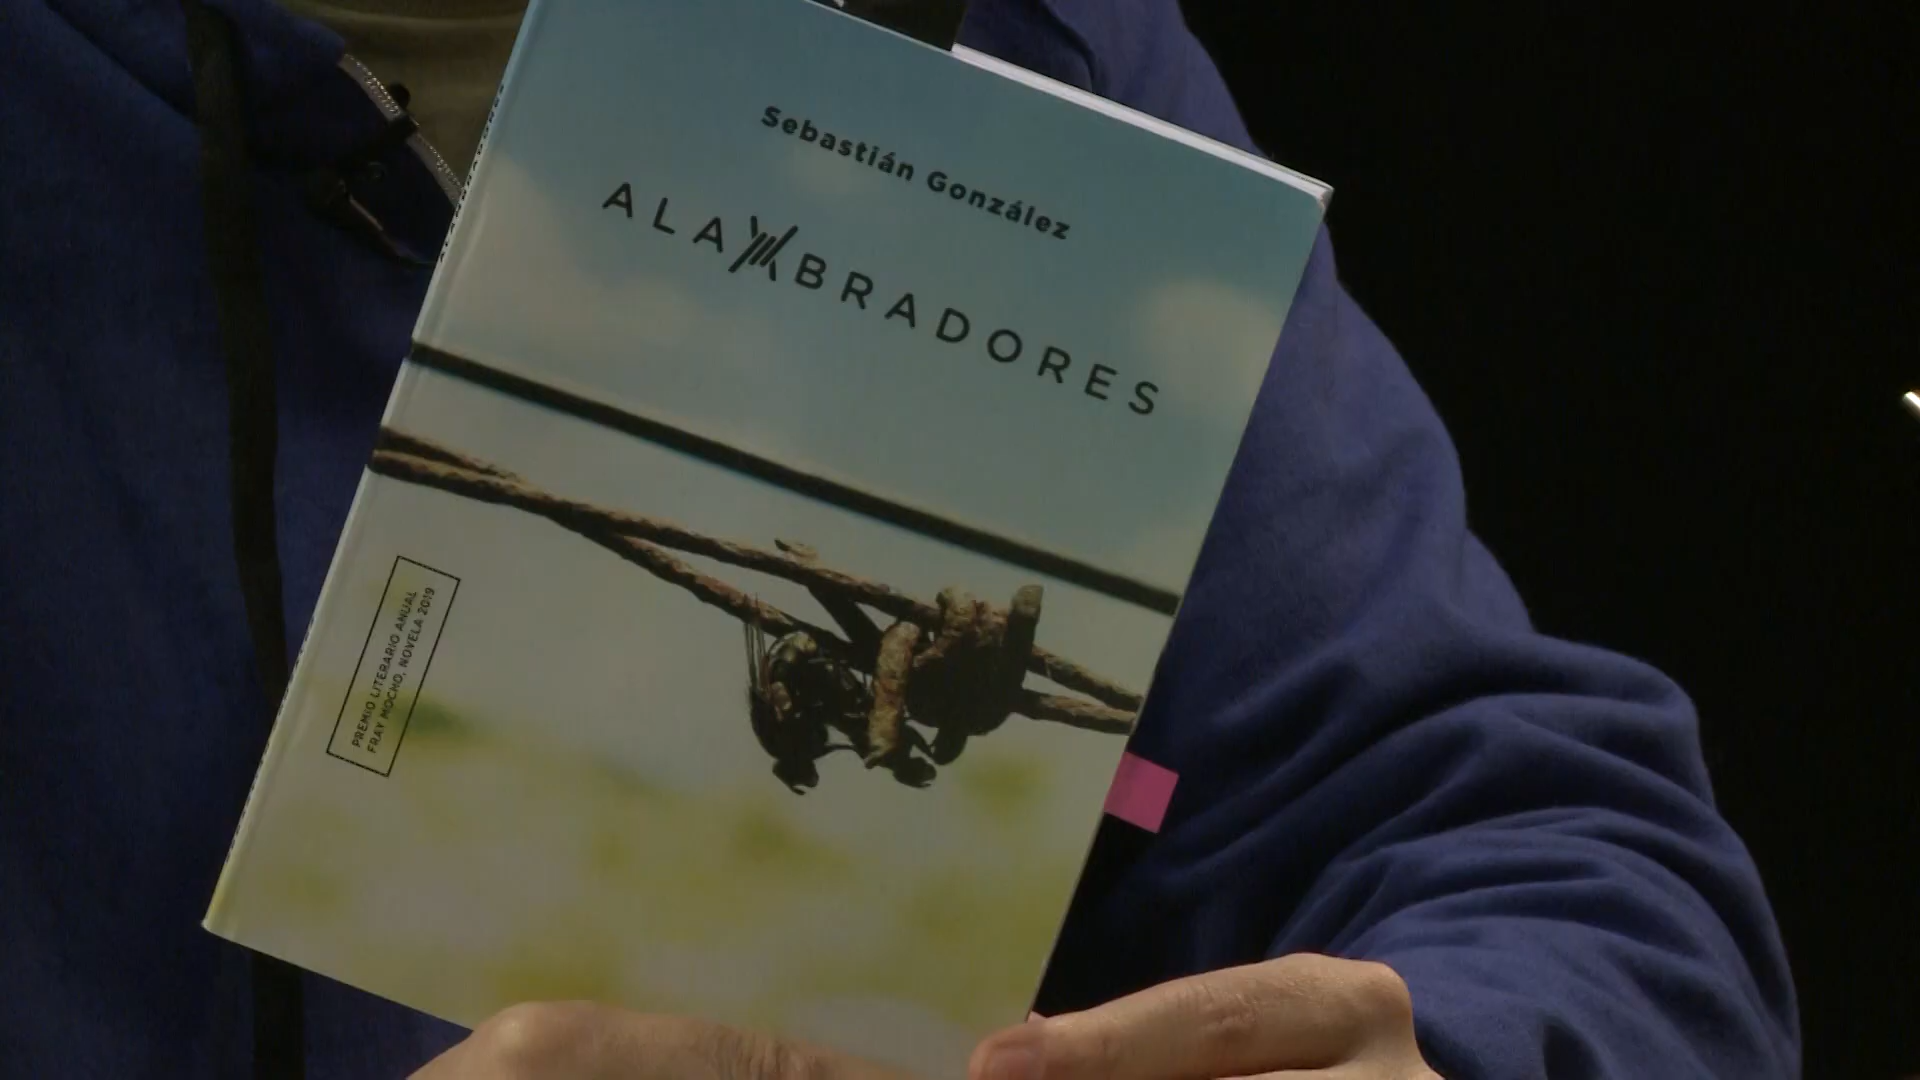 Sebastián González
ALAMBRADORES
PREMIO LITERARIO ANUAL
FRAY MOCHO, NOVELA 2019